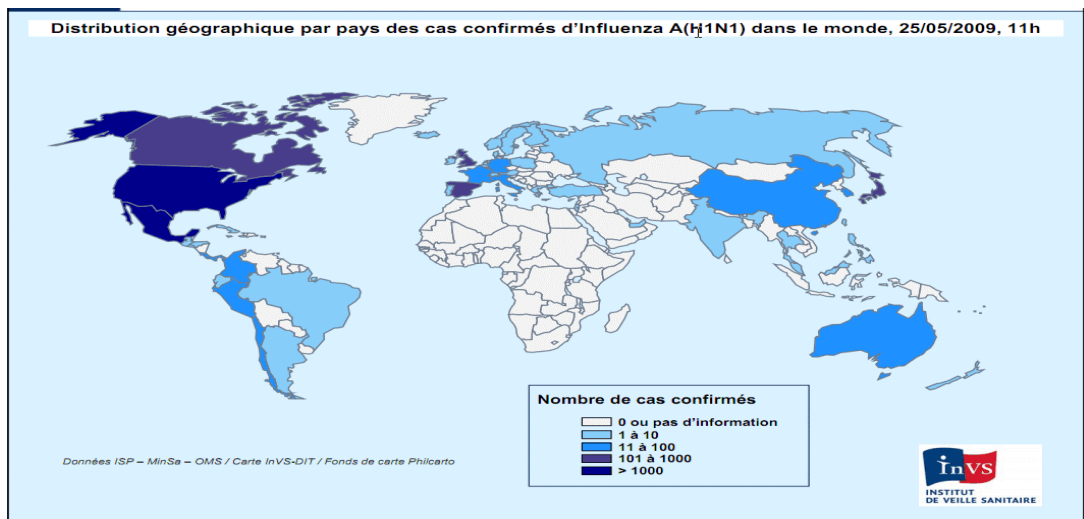 Distribution géographique par pays des cas confirmés d'Influenza A(H1N1) dans le monde, 25/05/2009, 11h
Nombre de cas confirmés
0 ou pas d'information
1 à 10
11 à 100
101 à 1000
> 1000
Données ISP – MinSa – OMS / Carte InVS-DIT / Fonds de carte Philcarto
INVS
INSTITUT
DE VEILLE SANITAIRE